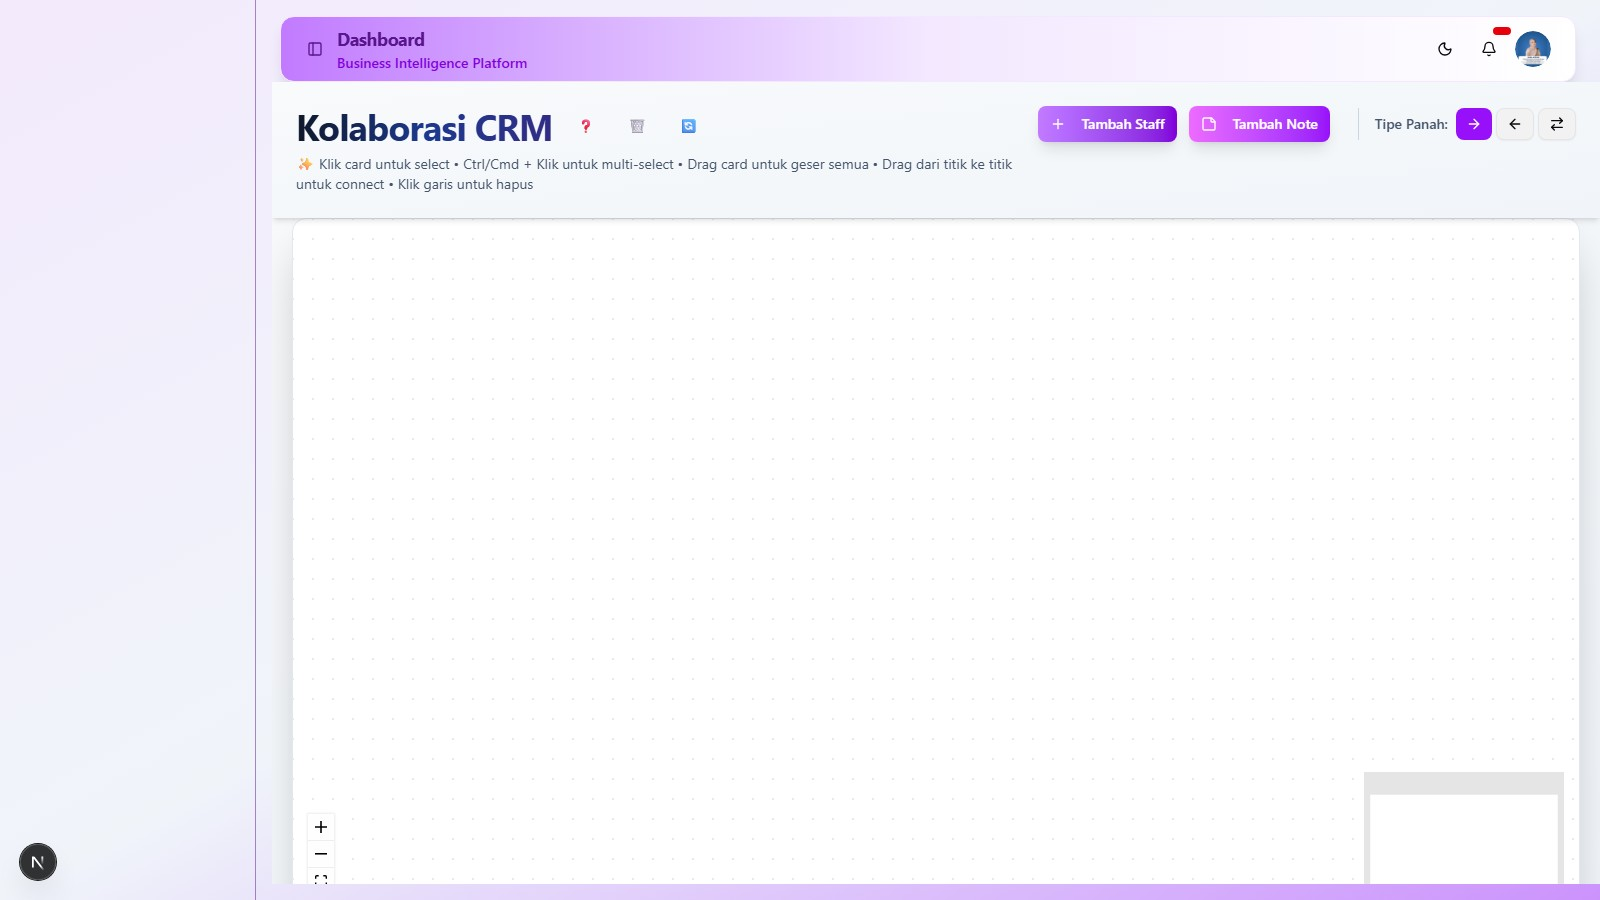 Dashboard
Business Intelligence Platform
Kolaborasi CRM
Tambah Staff
Tambah Note
Tipe Panah:
✨ Klik card untuk select • Ctrl/Cmd + Klik untuk multi-select • Drag card untuk geser semua • Drag dari titik ke titik
untuk connect • Klik garis untuk hapus
N